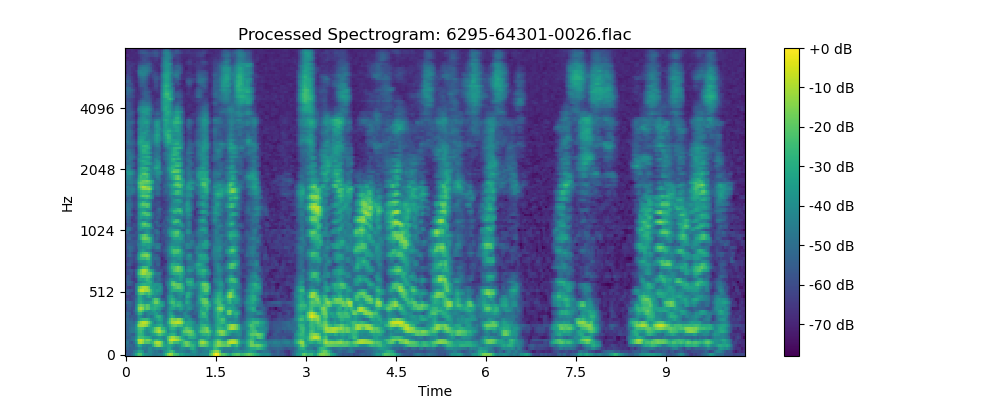 Processed Spectrogram: 6295-64301-0026.flac
Hz
4096
2048
1024
512
0
0 1.5 3 4.5 6 7.5 9
Time
+0 dB
-10 dB
-20 dB
-30 dB
-40 dB
-50 dB
-60 dB
-70 dB